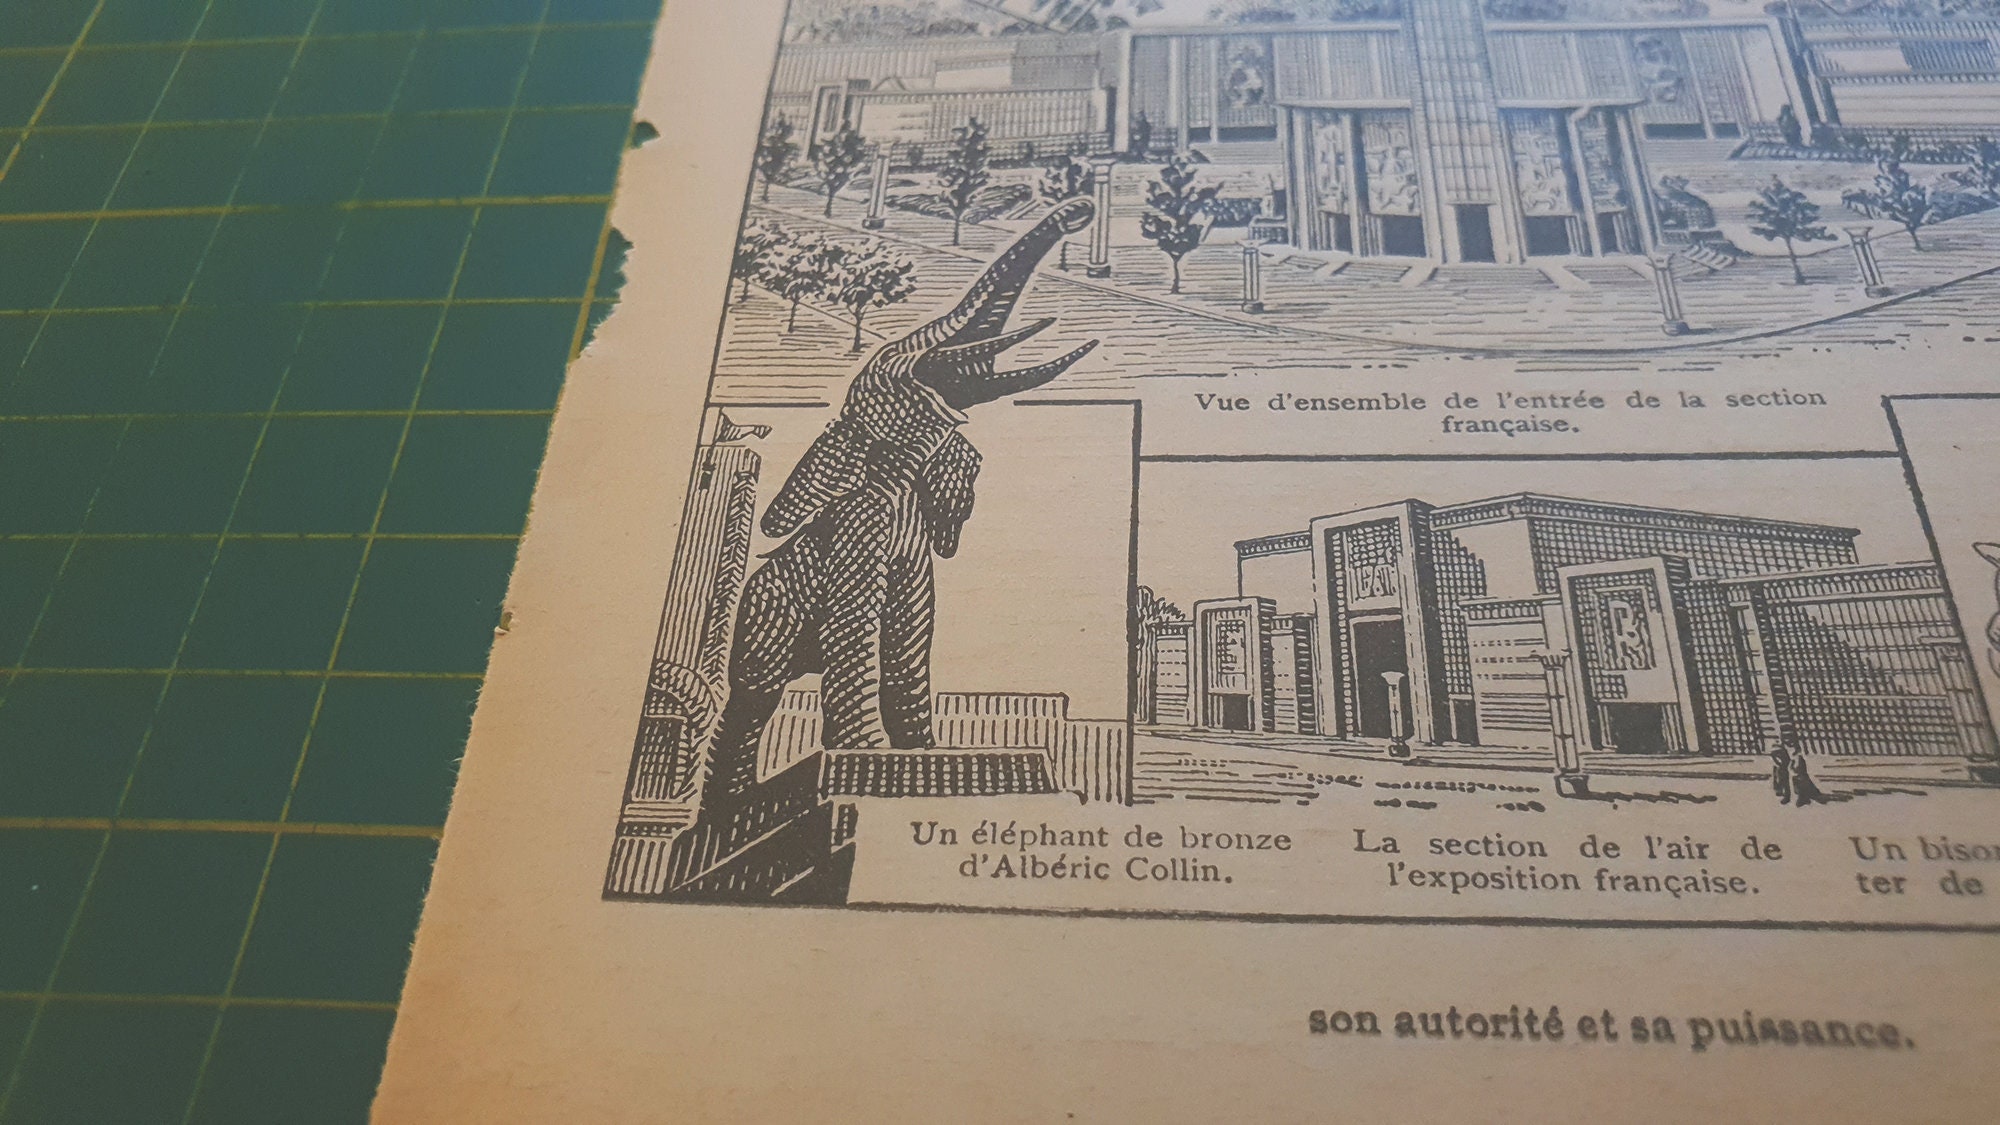 Vue d'ensemble de l'entrée de la section
française.
Un éléphant de bronze
d'Albéric Collin.
La section de l'air de
l'exposition française.
Un bison
ter de
son autorité et sa puissance.